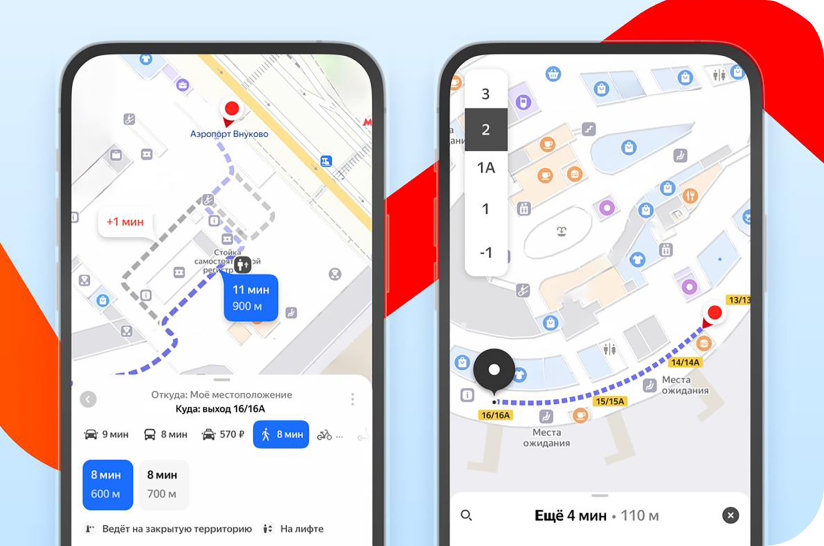 Аэропорт Внуково
+1 мин
Стойка
11 мин
900 м
Откуда: Моё местоположение
Куда: выход 16/16А
9 мин
8 мин
570 ₽
8 мин
...
8 мин
600 м
8 мин
700 м
Ведёт на закрытую территорию
На лифте
3
2
1А
1
-1
13/13
14/14А
Места
ожидания
15/15А
16/16А
Места
ожидания
Ещё 4 мин • 110 м